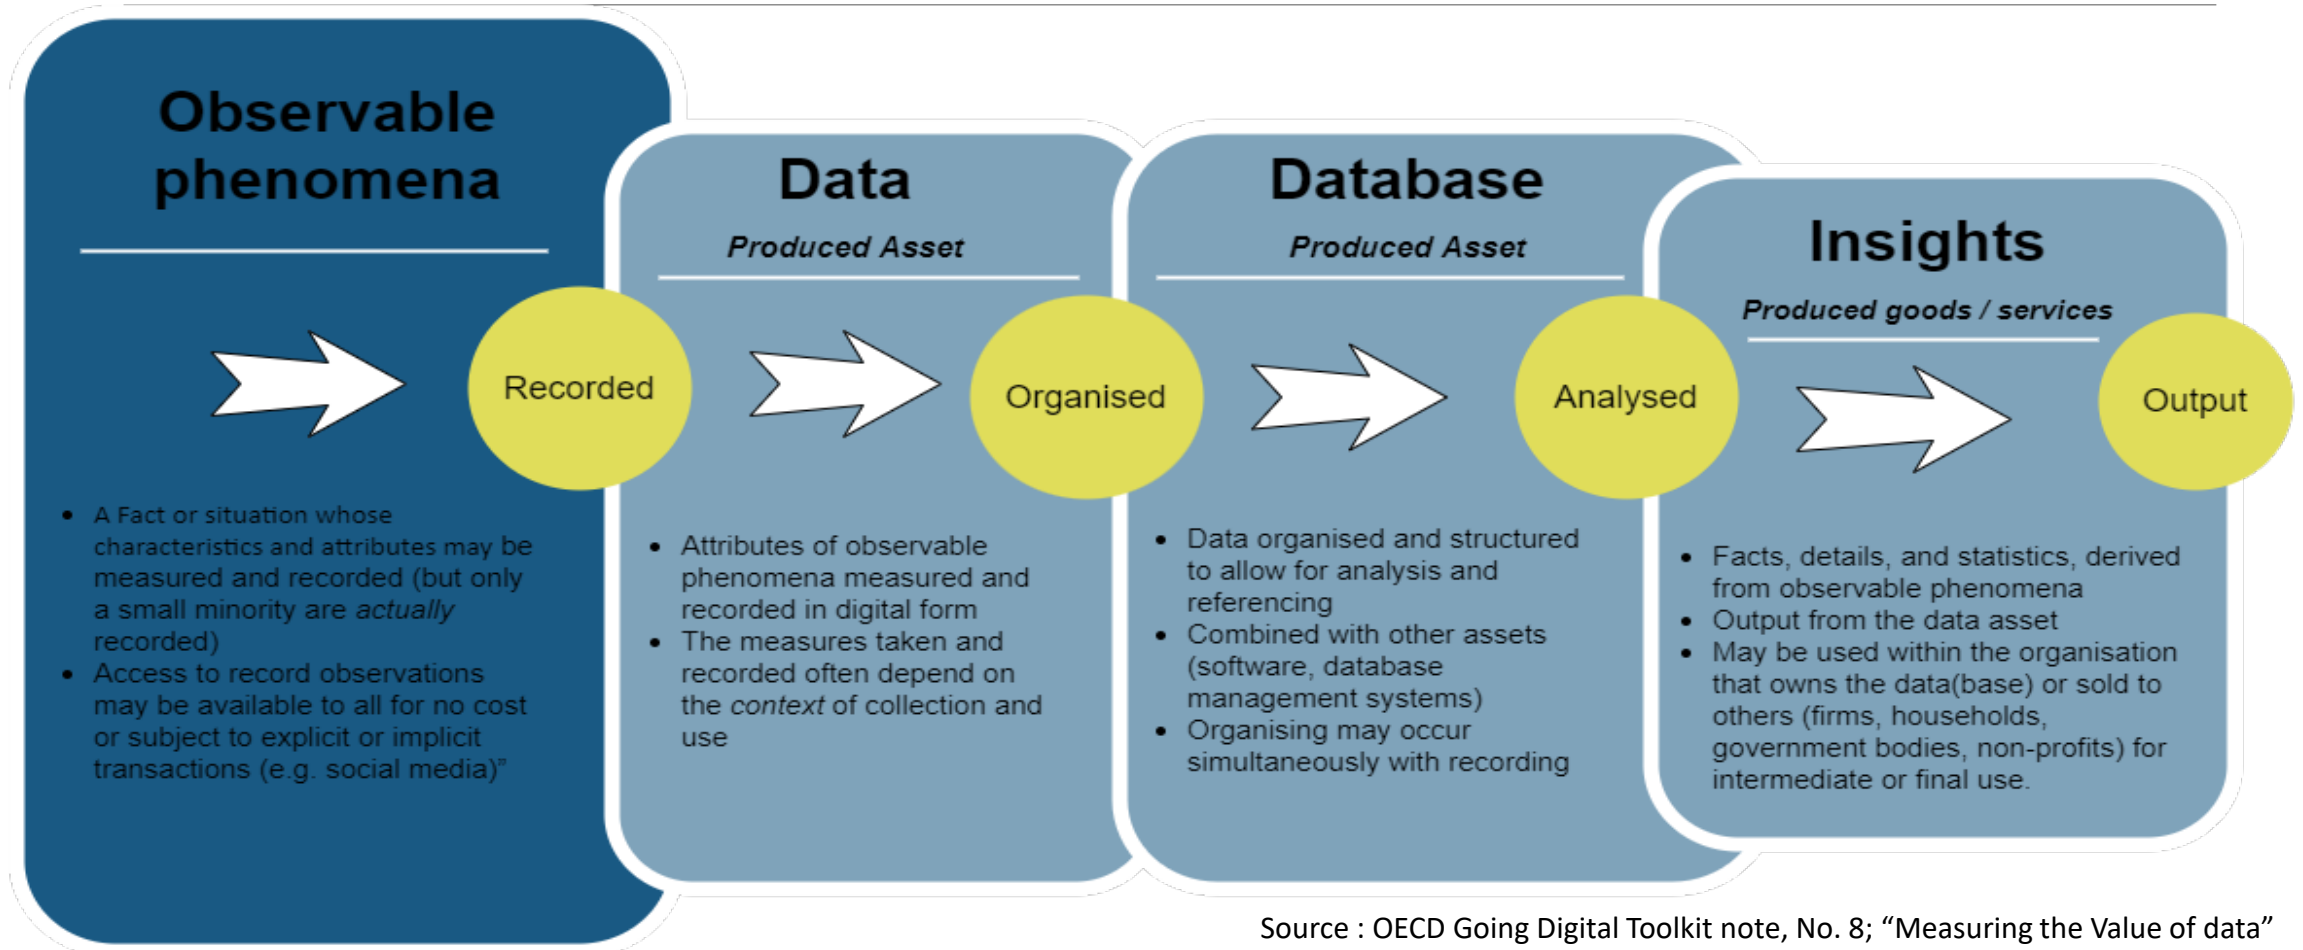 Observable
phenomena
Recorded
• A Fact or situation whose
characteristics and attributes may be
measured and recorded (but only
a small minority are actually
recorded)
• Access to record observations
may be available to all for no cost
or subject to explicit or implicit
transactions (e.g. social media)”
Data
Produced Asset
Organised
• Attributes of observable
phenomena measured and
recorded in digital form
• The measures taken and
recorded often depend on
the context of collection and
use
Database
Produced Asset
Analysed
• Data organised and structured
to allow for analysis and
referencing
• Combined with other assets
(software, database
management systems)
• Organising may occur
simultaneously with recording
Insights
Produced goods / services
Output
• Facts, details, and statistics, derived
from observable phenomena
• Output from the data asset
• May be used within the organisation
that owns the data(base) or sold to
others (firms, households,
government bodies, non-profits) for
intermediate or final use.
Source : OECD Going Digital Toolkit note, No. 8; “Measuring the Value of data”